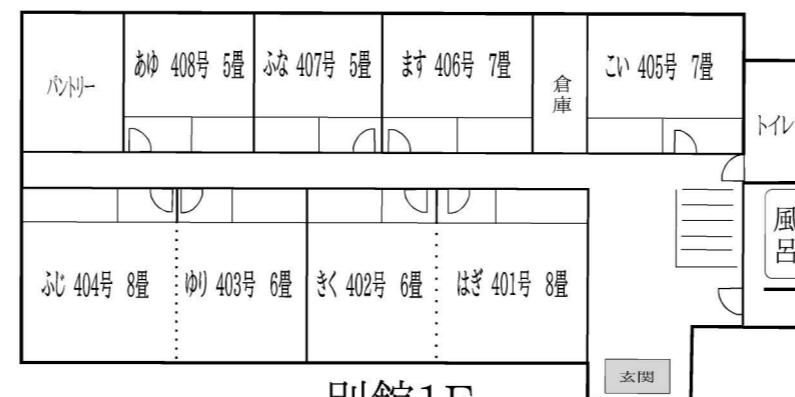 パントリー
あゆ 408号 5畳
ふな 407号 5畳
ます 406号 7畳
倉庫
こい 405号 7畳
トイレ
風呂
ふじ 404号 8畳
ゆり 403号 6畳
きく 402号 6畳
はぎ 401号 8畳
玄関
別館1F